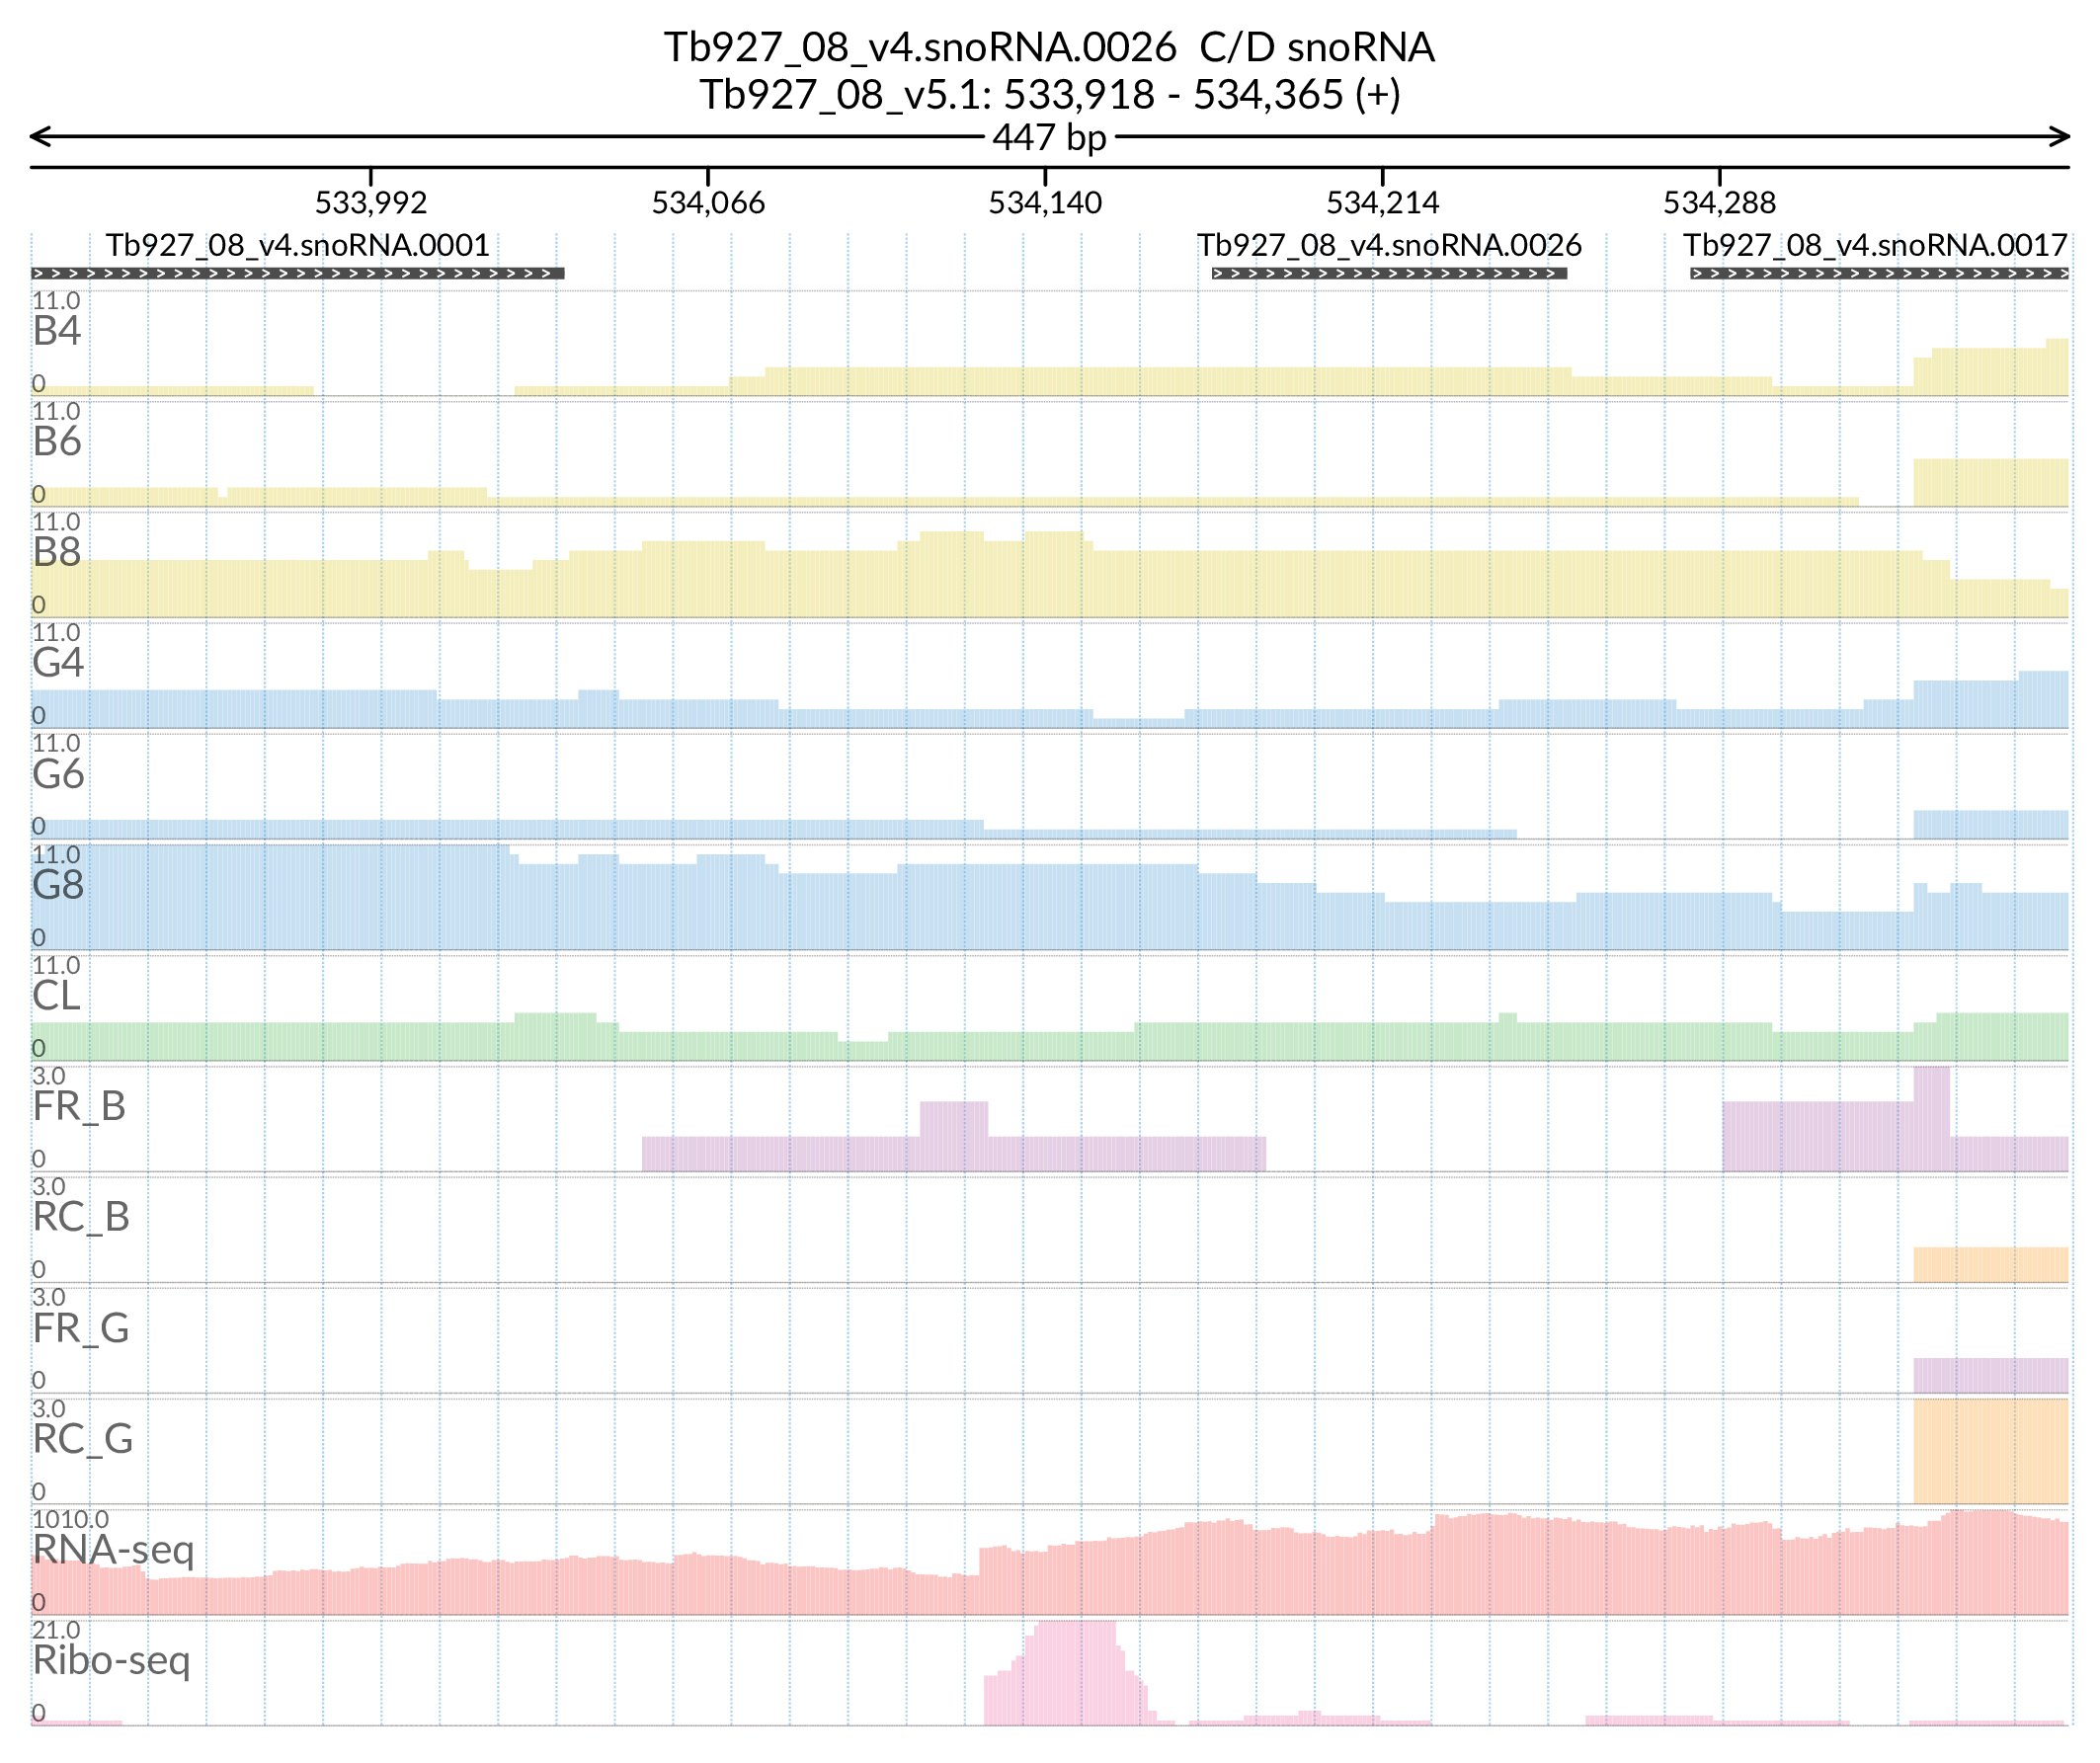 Tb927_08_v4.snoRNA.0026 C/D snoRNA
Tb927_08_v5.1: 533,918 - 534,365 (+)
447 bp
533,992 534,066 534,140 534,214 534,288
Tb927_08_v4.snoRNA.0001 Tb927_08_v4.snoRNA.0026 Tb927_08_v4.snoRNA.0017
11.0
B4
0
11.0
B6
0
11.0
B8
0
11.0
G4
0
11.0
G6
0
11.0
G8
0
11.0
CL
0
3.0
FR_B
0
3.0
RC_B
0
3.0
FR_G
0
3.0
RC_G
0
1010.0
RNA-seq
0
21.0
Ribo-seq
0